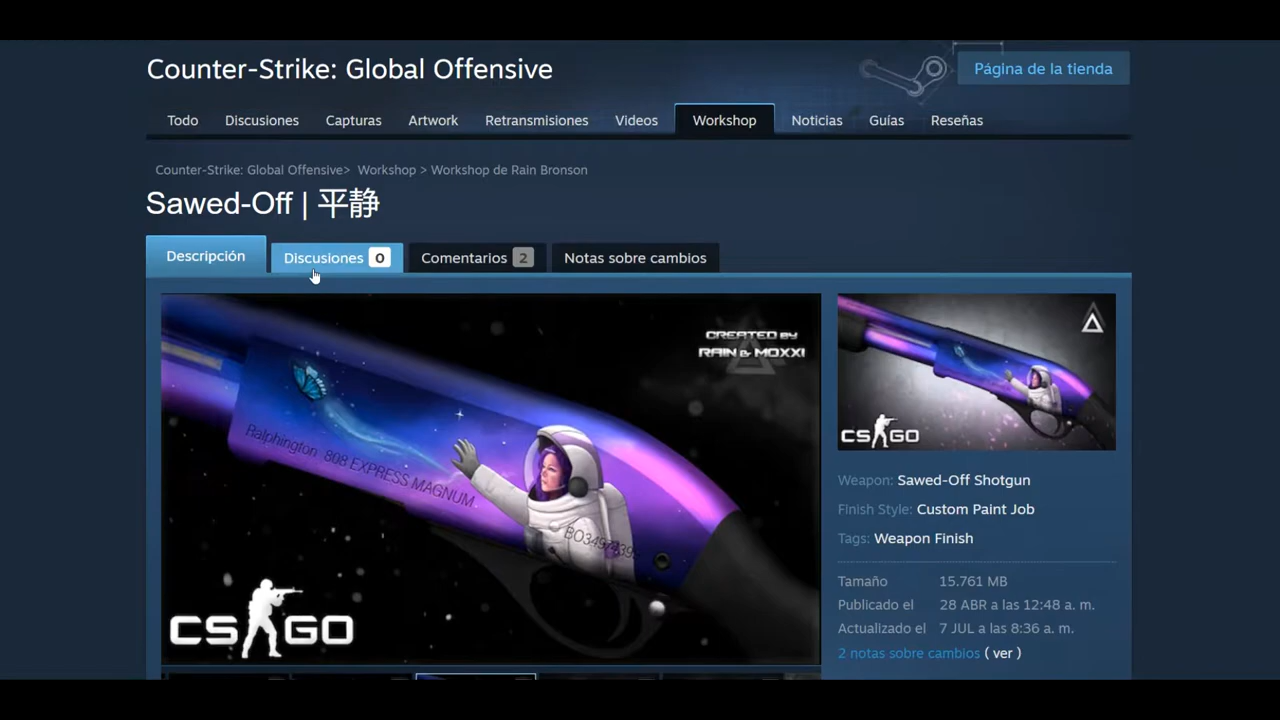 Counter-Strike: Global Offensive
Página de la tienda
Todo Discusiones Capturas Artwork Retransmisiones Videos Workshop Noticias Guías Reseñas
Counter-Strike: Global Offensive> Workshop > Workshop de Rain Bronson
Sawed-Off | 平静
Descripción Discusiones 0 Comentarios 2 Notas sobre cambios
CREATED BY
RAIN & MOXXI
Ralphington 808 EXPRESS MAGNUM
CS GO
CS GO
Weapon: Sawed-Off Shotgun
Finish Style: Custom Paint Job
Tags: Weapon Finish
Tamaño 15.761 MB
Publicado el 28 ABR a las 12:48 a. m.
Actualizado el 7 JUL a las 8:36 a. m.
2 notas sobre cambios ( ver )